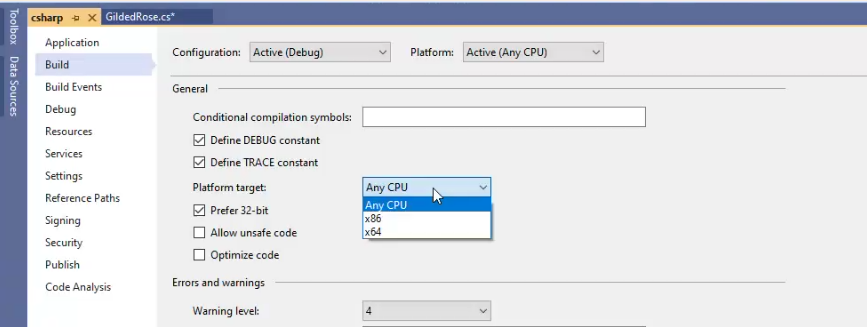 Toolbox
Data Sources
csharp
GildedRose.cs*
Application
Build
Build Events
Debug
Resources
Services
Settings
Reference Paths
Signing
Security
Publish
Code Analysis
Configuration: Active (Debug) Platform: Active (Any CPU)
General
Conditional compilation symbols:
Define DEBUG constant
Define TRACE constant
Platform target: Any CPU
Any CPU
x86
x64
Prefer 32-bit
Allow unsafe code
Optimize code
Errors and warnings
Warning level: 4